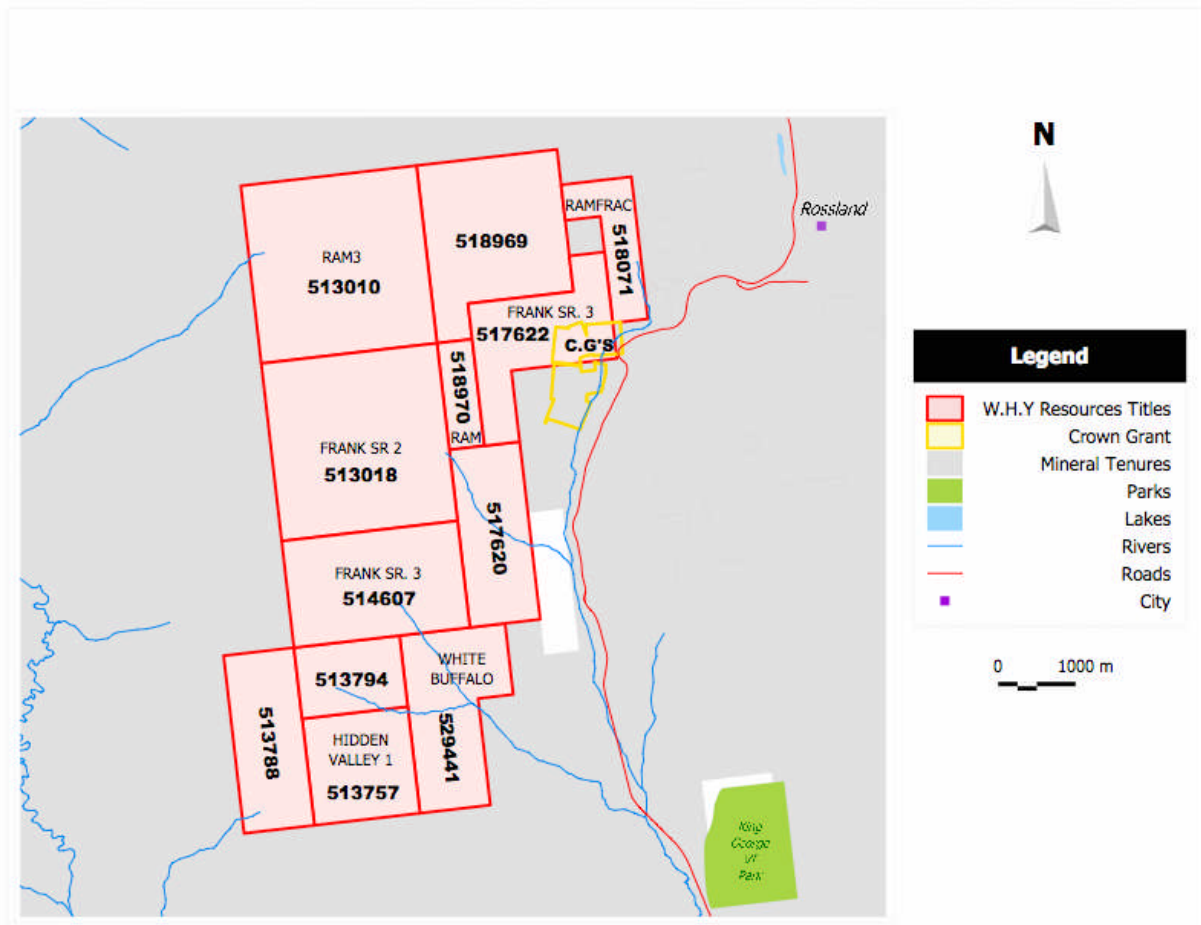 N
Rossland
RAMFRAC
518071
518969
RAM3
513010
FRANK SR. 3
517622
C.G'S
518970
RAM
FRANK SR 2
513018
517620
FRANK SR. 3
514607
WHITE
BUFFALO
529441
513794
513788
HIDDEN
VALLEY 1
513757
King
George
VI
Park
Legend
W.H.Y Resources Titles
Crown Grant
Mineral Tenures
Parks
Lakes
Rivers
Roads
City
0 1000 m